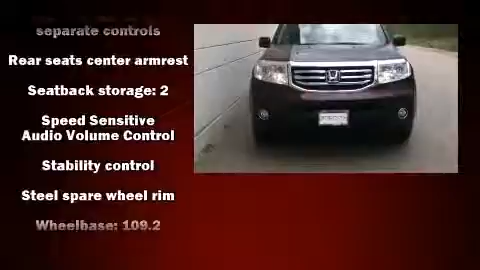 separate controls
Rear seats center armrest
Seatback storage: 2
Speed Sensitive
Audio Volume Control
Stability control
Steel spare wheel rim
Wheelbase: 109.2